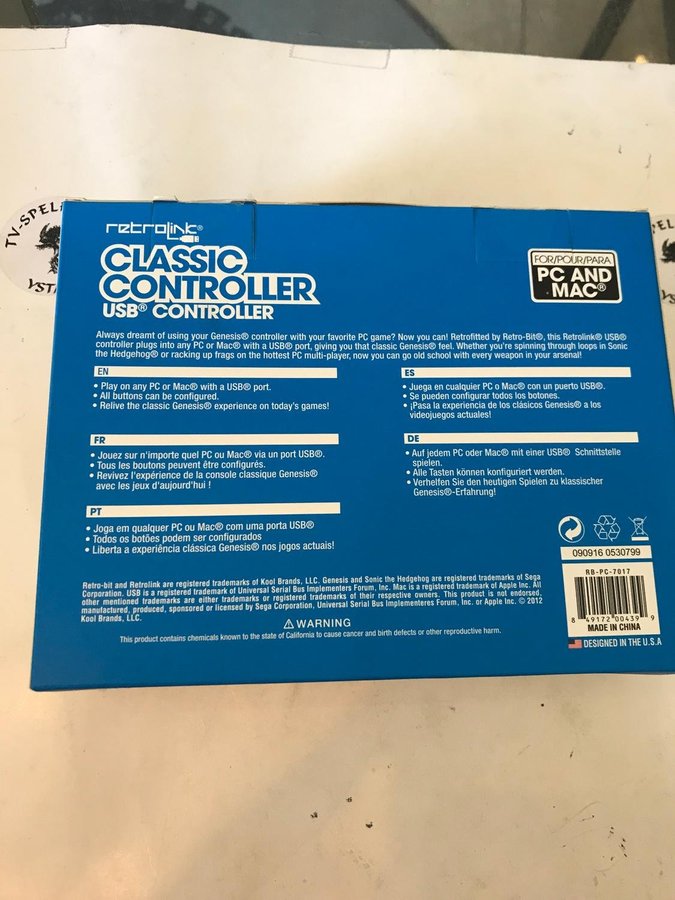 TV-SPEL
YST
retrolink®
CLASSIC
CONTROLLER
USB® CONTROLLER
FOR/POUR/PARA
PC AND
MAC®
Always dreamt of using your Genesis® controller with your favorite PC game? Now you can! Retrofitted by Retro-Bit®, this Retrolink® USB®
controller plugs into any PC or Mac® with a USB® port, giving you that classic Genesis® feel. Whether you're spinning through loops in Sonic
the Hedgehog® or racking up frags on the hottest PC multi-player, now you can go old school with every weapon in your arsenal!
EN
• Play on any PC or Mac® with a USB® port.
• All buttons can be configured.
• Relive the classic Genesis® experience on today's games!
ES
• Juega en cualquier PC o Mac® con un puerto USB®.
• Se pueden configurar todos los botones.
• ¡Pasa la experiencia de los clásicos Genesis® a los
videojuegos actuales!
FR
• Jouez sur n'importe quel PC ou Mac® via un port USB®.
• Tous les boutons peuvent être configurés.
• Revivez l'expérience de la console classique Genesis®
avec les jeux d'aujourd'hui !
DE
• Auf jedem PC oder Mac® mit einer USB® Schnittstelle
spielen.
• Alle Tasten können konfiguriert werden.
• Verhelfen Sie den heutigen Spielen zu klassischer
Genesis®-Erfahrung!
PT
• Joga em qualquer PC ou Mac® com uma porta USB®
• Todos os botões podem ser configurados
• Liberta a experiência clássica Genesis® nos jogos actuais!
090916 0530799
RB-PC-7017
8 49172 00439 9
MADE IN CHINA
DESIGNED IN THE U.S.A
Retro-bit and Retrolink are registered trademarks of Kool Brands, LLC. Genesis and Sonic the Hedgehog are registered trademarks of Sega
Corporation. USB is a registered trademark of Universal Serial Bus Implementers Forum, Inc. Mac is a registered trademark of Apple Inc. All
other mentioned trademarks are either trademarks or registered trademarks of their respective owners. This product is not endorsed,
manufactured, produced, sponsored or licensed by Sega Corporation, Universal Serial Bus Implementeres Forum, Inc. or Apple Inc. © 2012
Kool Brands, LLC.
WARNING
This product contains chemicals known to the state of California to cause cancer and birth defects or other reproductive harm.